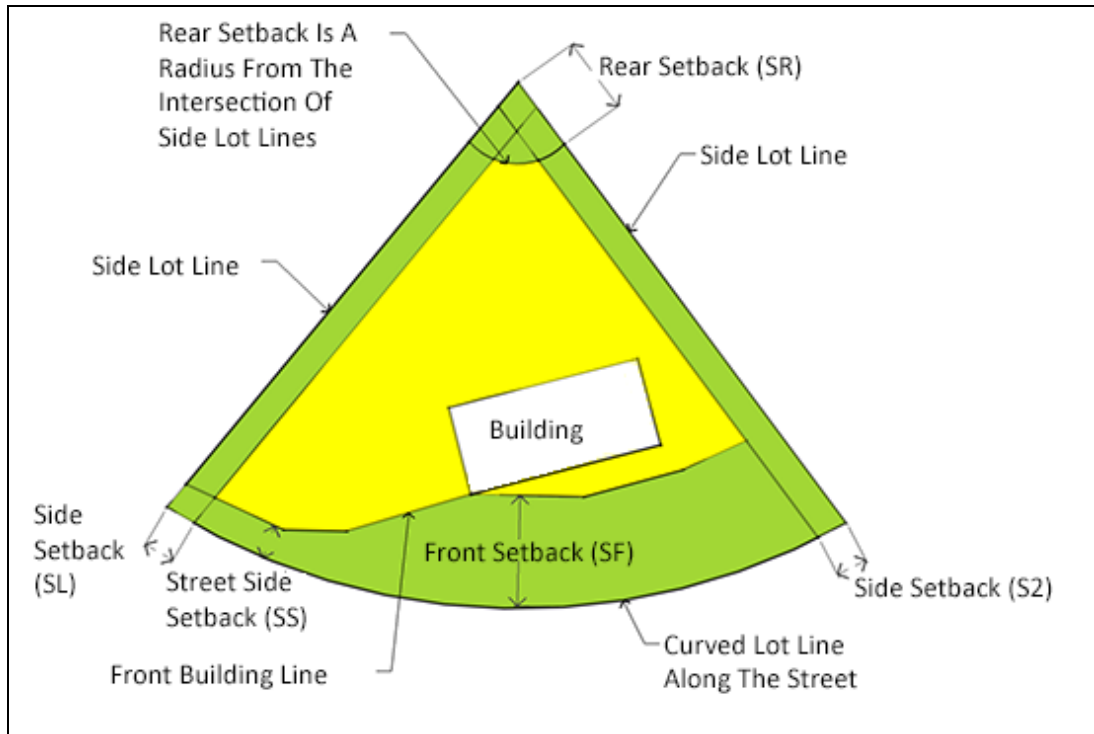 Rear Setback Is A
Radius From The
Intersection Of
Side Lot Lines
Rear Setback (SR)
Side Lot Line
Side Lot Line
Building
Side
Setback
(SL)
Street Side
Setback (SS)
Front Setback (SF)
Side Setback (S2)
Front Building Line
Curved Lot Line
Along The Street